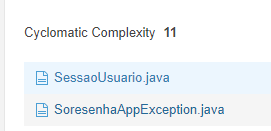 Cyclomatic Complexity 11
SessaoUsuario.java
SoresenhaAppException.java